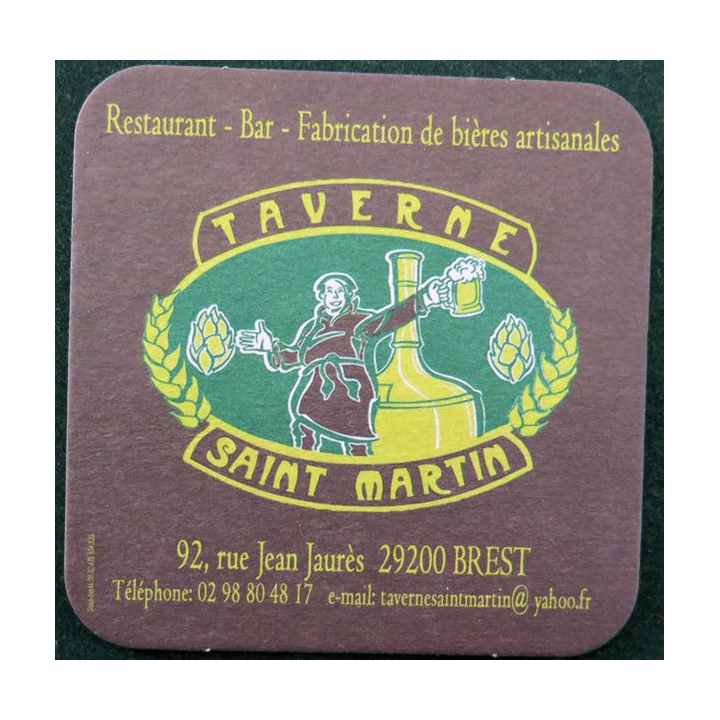 Restaurant - Bar - Fabrication de bières artisanales
TAVERNE
SAINT MARTIN
92, rue Jean Jaurès 29200 BREST
Téléphone: 02 98 80 48 17 e-mail: tavernesaintmartin@yahoo.fr